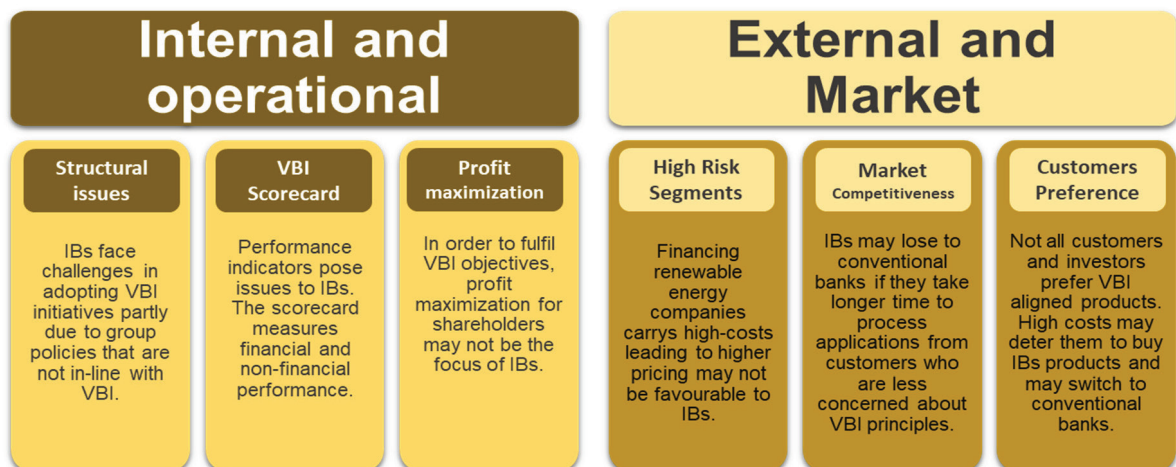 Internal and
operational
Structural
issues
IBs face
challenges in
adopting VBI
initiatives partly
due to group
policies that are
not in-line with
VBI.
VBI
Scorecard
Performance
indicators pose
issues to IBs.
The scorecard
measures
financial and
non-financial
performance.
Profit
maximization
In order to fulfil
VBI objectives,
profit
maximization for
shareholders
may not be the
focus of IBs.
External and
Market
High Risk
Segments
Financing
renewable
energy
companies
carrys high-costs
leading to higher
pricing may not
be favourable to
IBs.
Market
Competitiveness
IBs may lose to
conventional
banks if they take
longer time to
process
applications from
customers who
are less
concerned about
VBI principles.
Customers
Preference
Not all customers
and investors
prefer VBI
aligned products.
High costs may
deter them to buy
IBs products and
may switch to
conventional
banks.